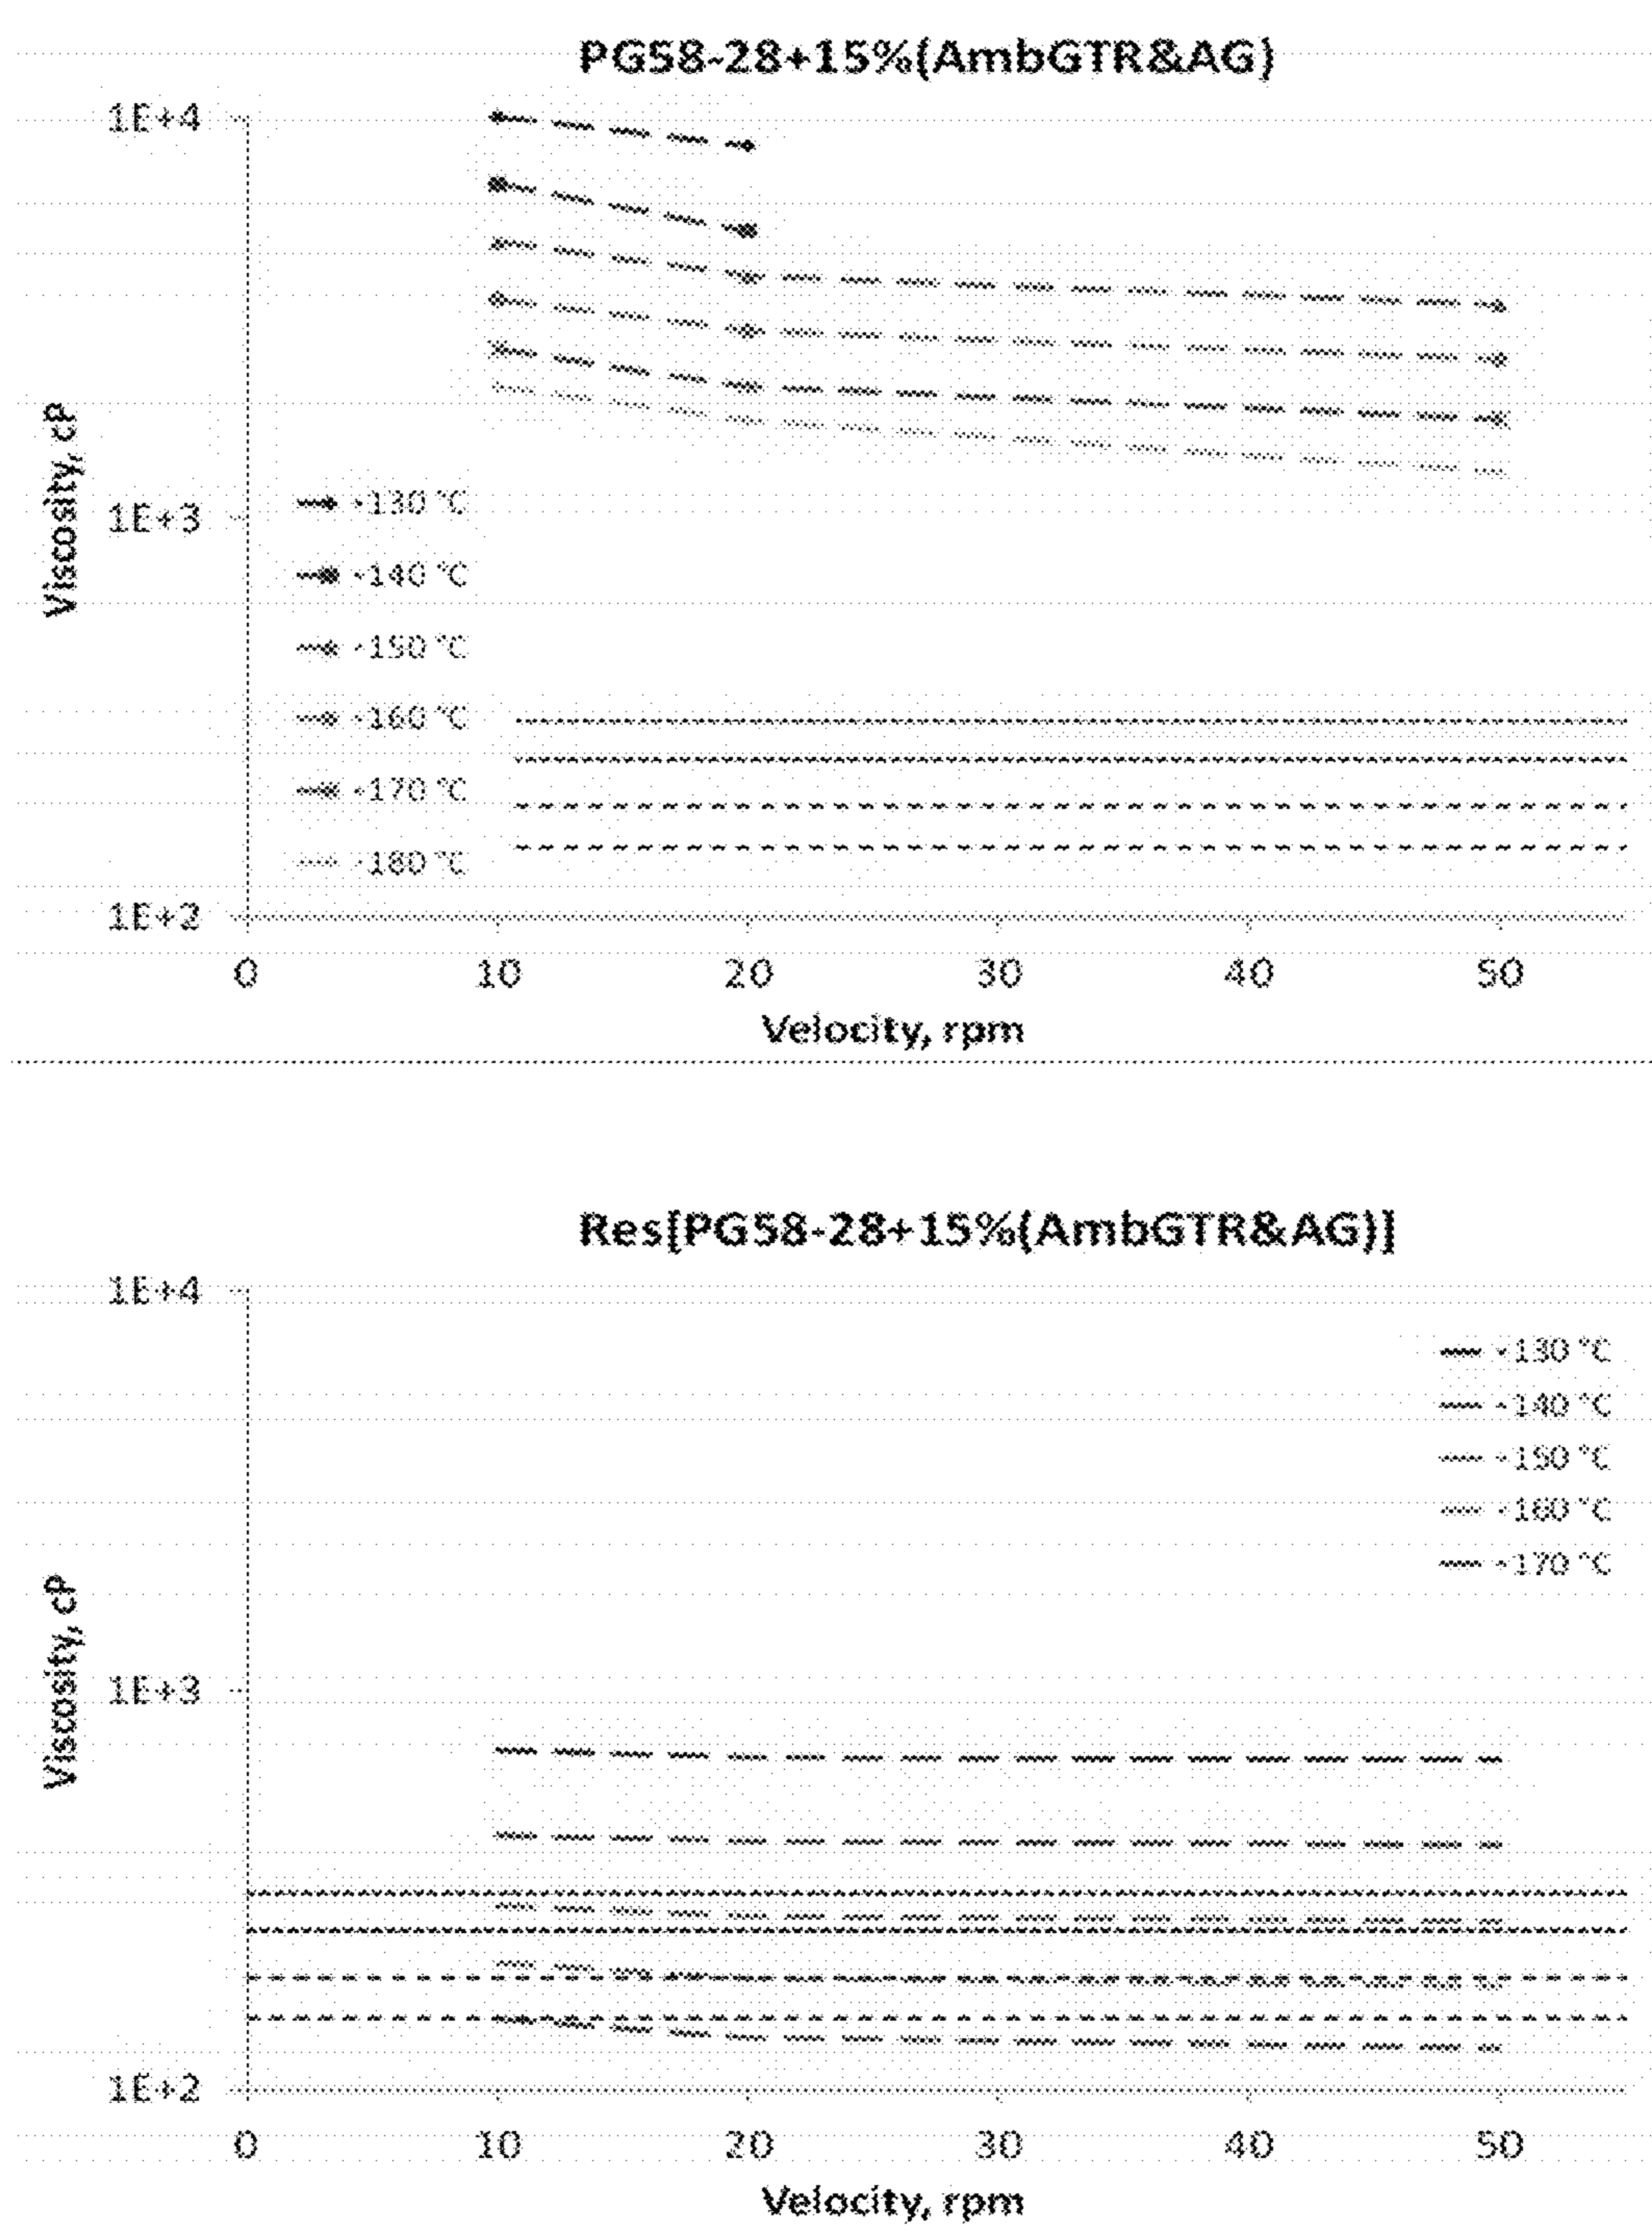 PG58-28+15%(AmbGTR&AG)
1E+4
1E+3
1E+2
Viscosity, cP
130 °C
140 °C
150 °C
160 °C
170 °C
180 °C
0 10 20 30 40 50
Velocity, rpm
Res[PG58-28+15%(AmbGTR&AG)]
1E+4
1E+3
1E+2
Viscosity, cP
130 °C
140 °C
150 °C
160 °C
170 °C
0 10 20 30 40 50
Velocity, rpm